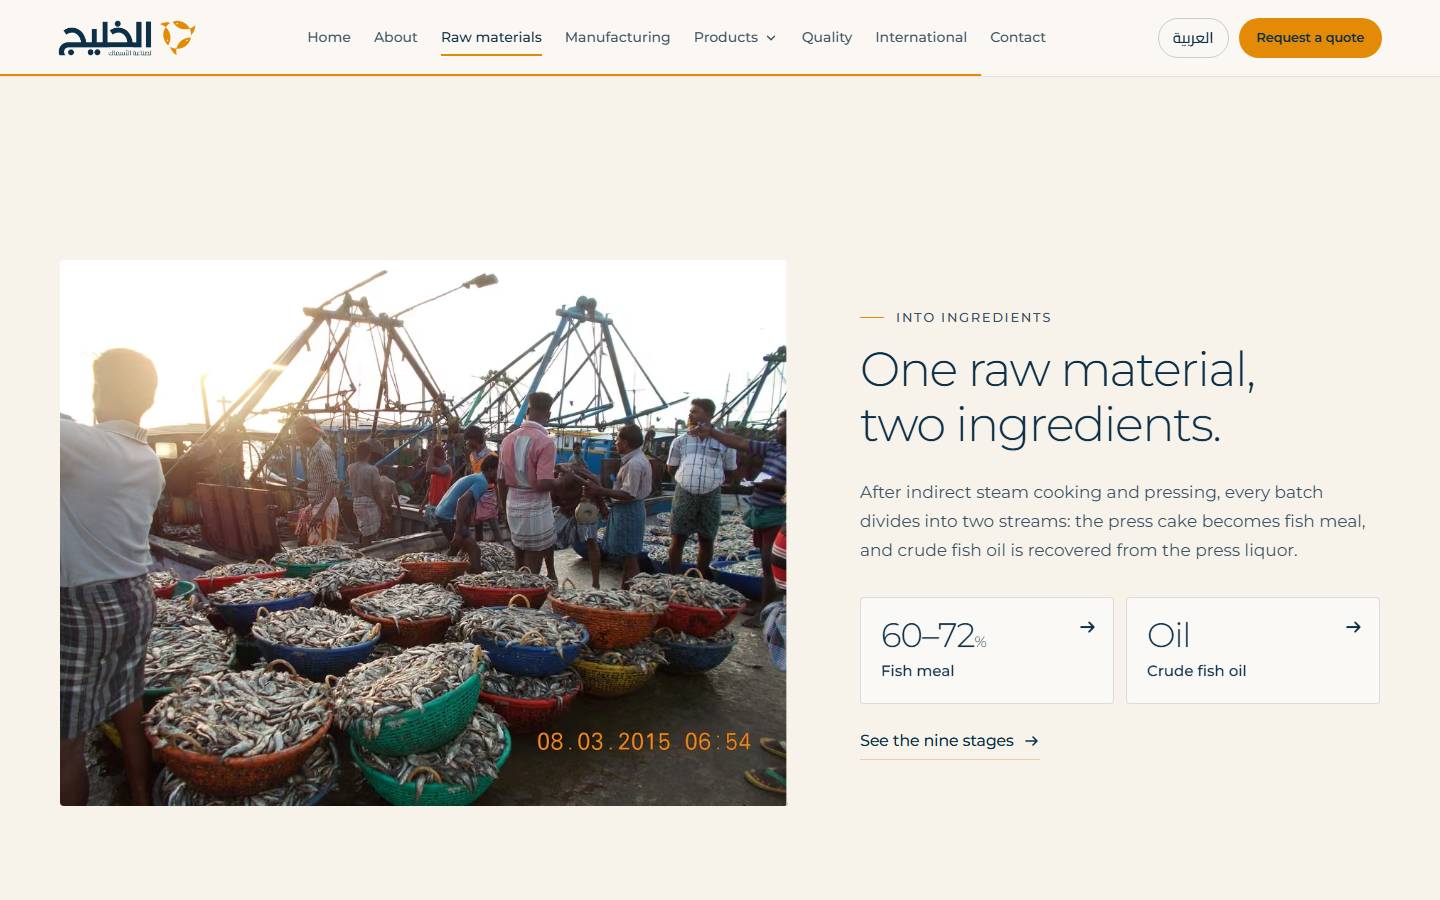 الخليج
لصناعة الأسماك
Home
About
Raw materials
Manufacturing
Products
Quality
International
Contact
العربية
Request a quote
INTO INGREDIENTS
One raw material,
two ingredients.
After indirect steam cooking and pressing, every batch
divides into two streams: the press cake becomes fish meal,
and crude fish oil is recovered from the press liquor.
60–72%
Fish meal
Oil
Crude fish oil
See the nine stages
08.03.2015 06:54